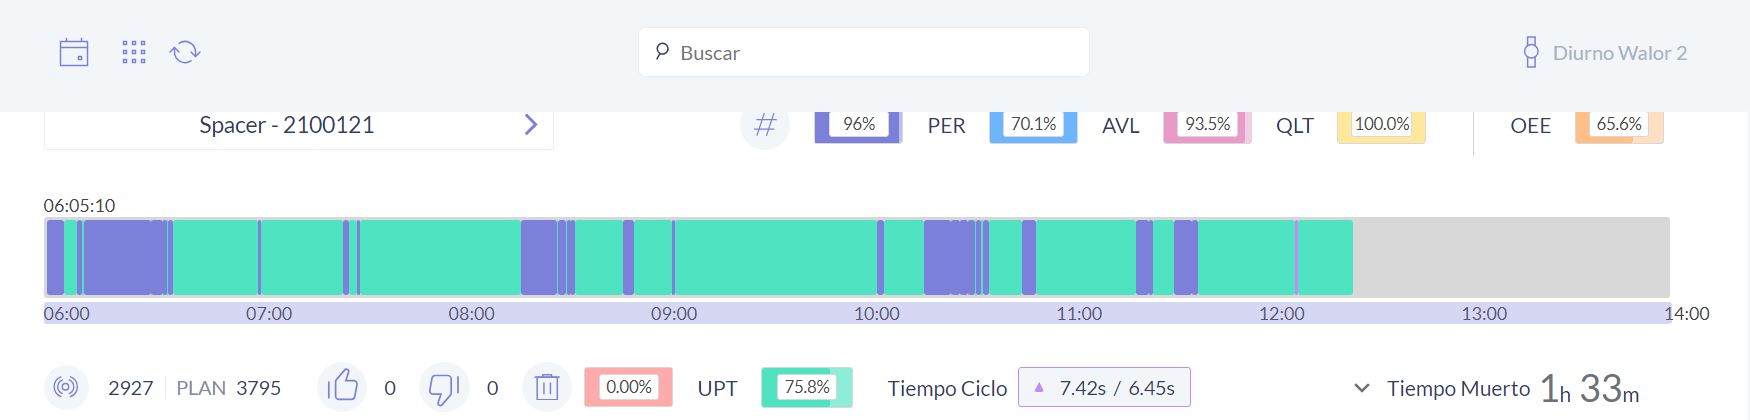 Buscar
Diurno Walor 2
Spacer - 2100121
# 96% PER 70.1% AVL 93.5% QLT 100.0% OEE 65.6%
06:05:10
06:00 07:00 08:00 09:00 10:00 11:00 12:00 13:00 14:00
2927 PLAN 3795 0 0 0.00% UPT 75.8% Tiempo Ciclo 7.42s / 6.45s Tiempo Muerto 1h 33m